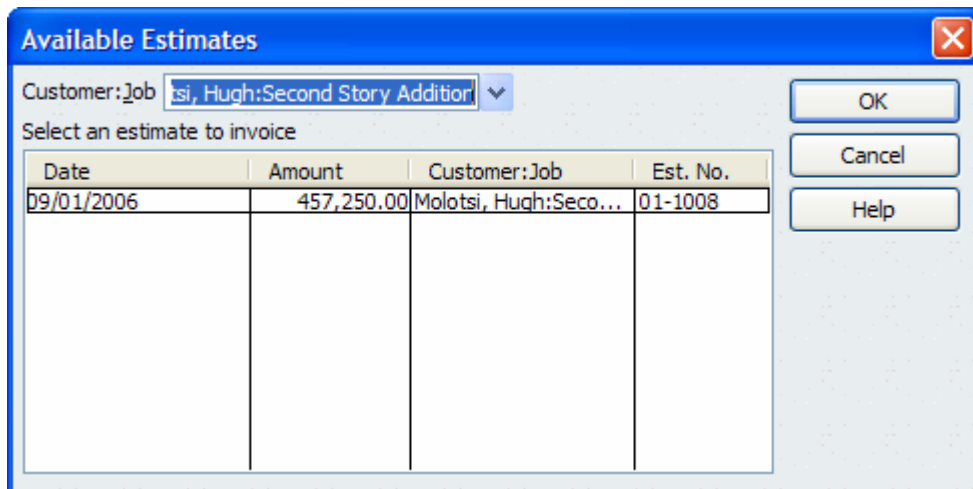 Available Estimates
Customer:Job tsi, Hugh:Second Story Addition
Select an estimate to invoice
Date Amount Customer:Job Est. No.
09/01/2006 457,250.00 Molotsi, Hugh:Seco... 01-1008
OK
Cancel
Help